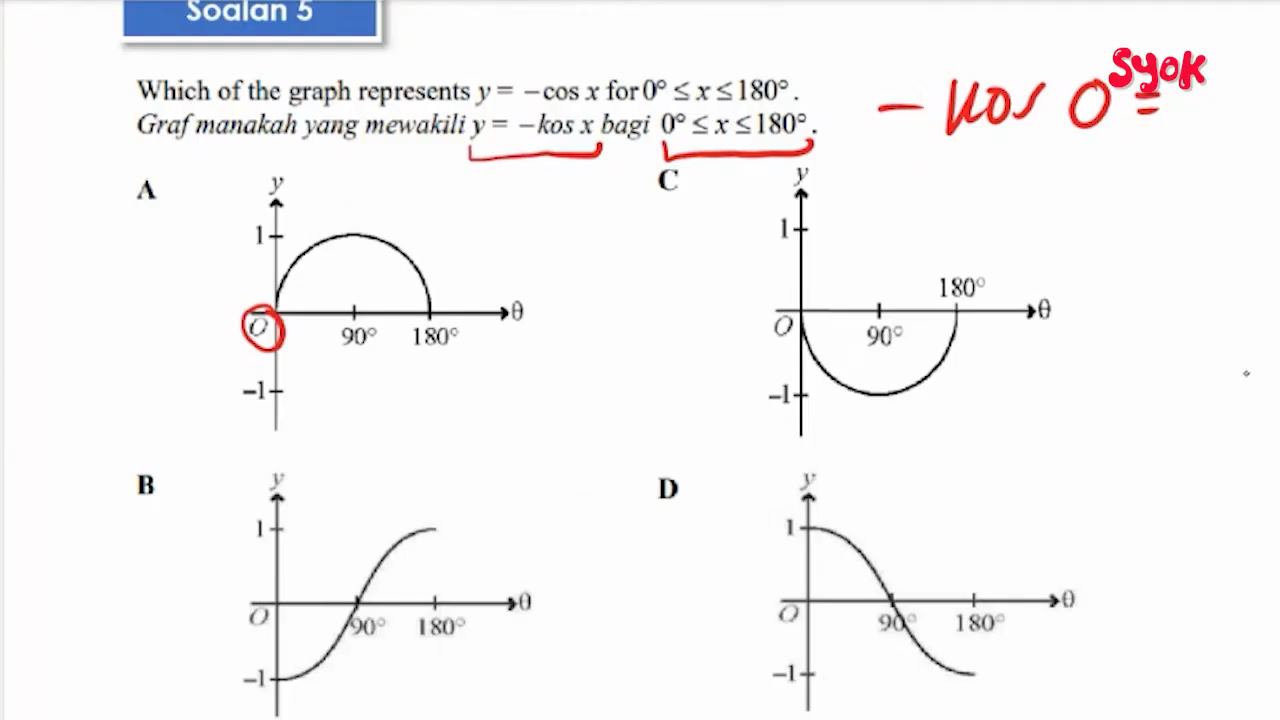 Soalan 5
Syok
Which of the graph represents y = −cos x for 0° ≤ x ≤ 180°.
Graf manakah yang mewakili y = −kos x bagi 0° ≤ x ≤ 180°.
− kos 0° =
A
y
1
O
90°
180°
θ
−1
C
y
1
180°
O
90°
θ
−1
B
y
1
O
90°
180°
θ
−1
D
y
1
O
90°
180°
θ
−1